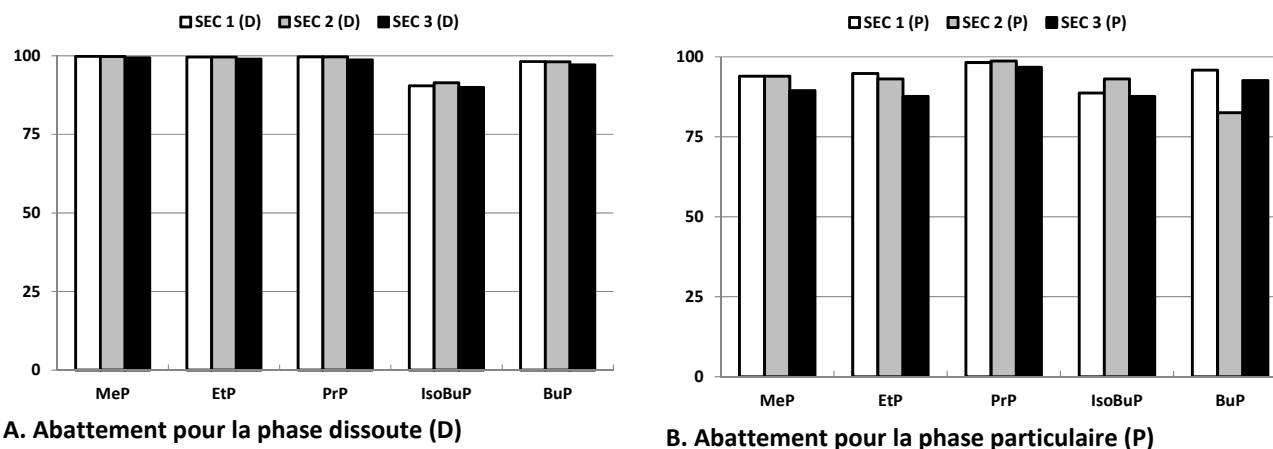 SEC 1 (D) SEC 2 (D) SEC 3 (D)
100
75
50
25
0
MeP EtP PrP IsoBuP BuP
A. Abattement pour la phase dissoute (D)
SEC 1 (P) SEC 2 (P) SEC 3 (P)
100
75
50
25
0
MeP EtP PrP IsoBuP BuP
B. Abattement pour la phase particulaire (P)